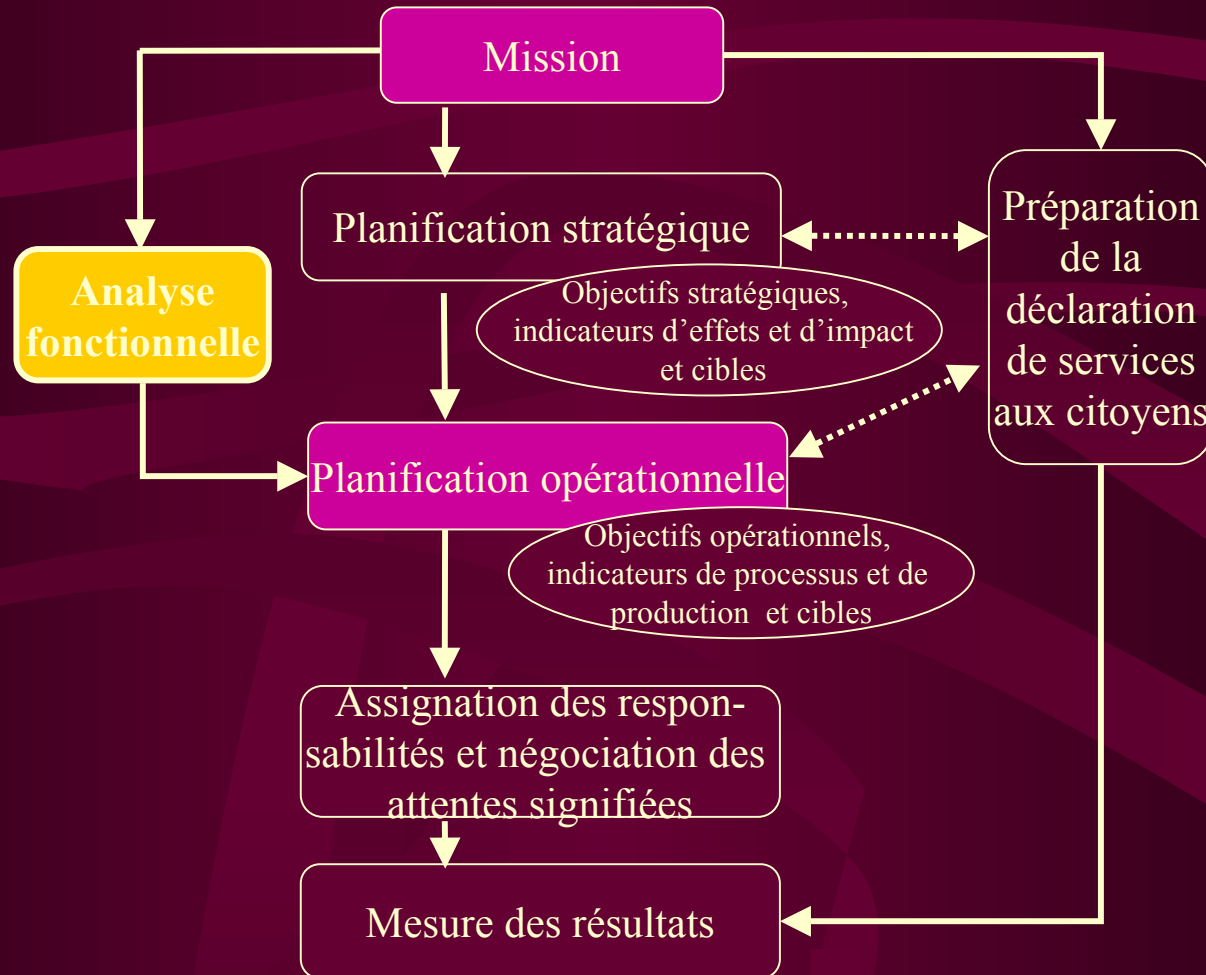 Mission
Planification stratégique
Préparation
de la
déclaration
de services
aux citoyens
Analyse
fonctionnelle
Objectifs stratégiques,
indicateurs d’effets et d’impact
et cibles
Planification opérationnelle
Objectifs opérationnels,
indicateurs de processus et de
production et cibles
Assignation des respon-
sabilités et négociation des
attentes signifiées
Mesure des résultats